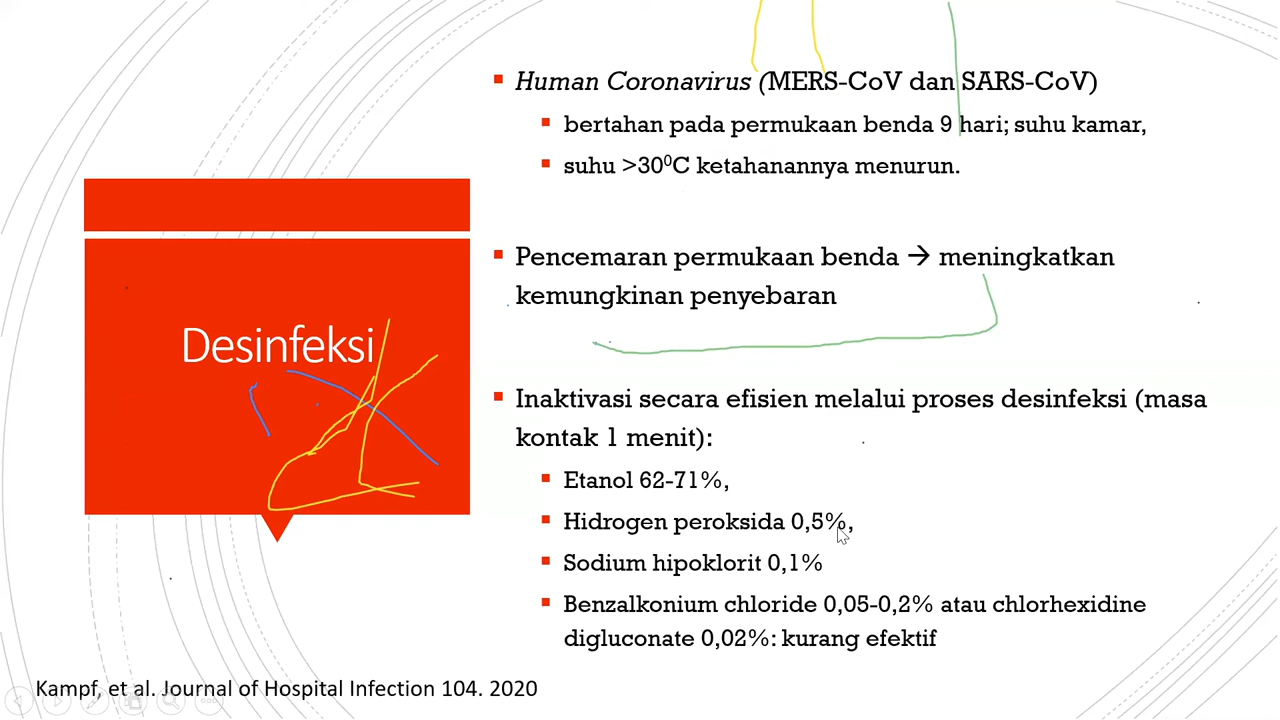 Desinfeksi
Human Coronavirus (MERS-CoV dan SARS-CoV)
bertahan pada permukaan benda 9 hari; suhu kamar,
suhu >30⁰C ketahanannya menurun.
Pencemaran permukaan benda → meningkatkan
kemungkinan penyebaran
Inaktivasi secara efisien melalui proses desinfeksi (masa
kontak 1 menit):
Etanol 62-71%,
Hidrogen peroksida 0,5%,
Sodium hipoklorit 0,1%
Benzalkonium chloride 0,05-0,2% atau chlorhexidine
digluconate 0,02%: kurang efektif
Kampf, et al. Journal of Hospital Infection 104. 2020